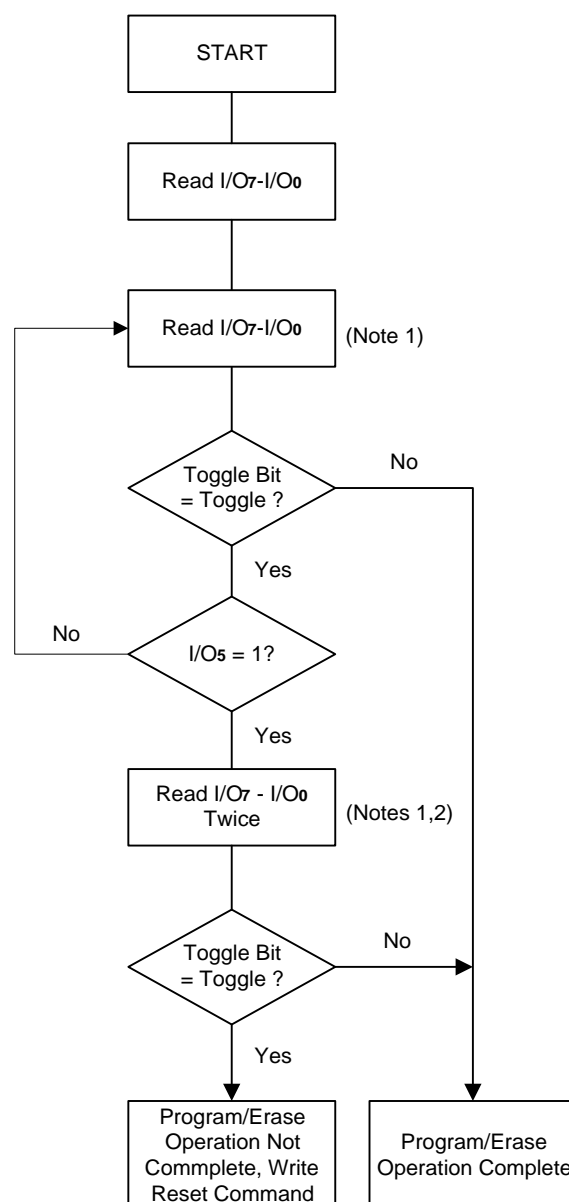 START
Read I/O7-I/O0
Read I/O7-I/O0
(Note 1)
Toggle Bit
= Toggle ?
No
Yes
No
I/O5 = 1?
Yes
Read I/O7 - I/O0
Twice
(Notes 1,2)
Toggle Bit
= Toggle ?
No
Yes
Program/Erase
Operation Not
Commplete, Write
Reset Command
Program/Erase
Operation Complete